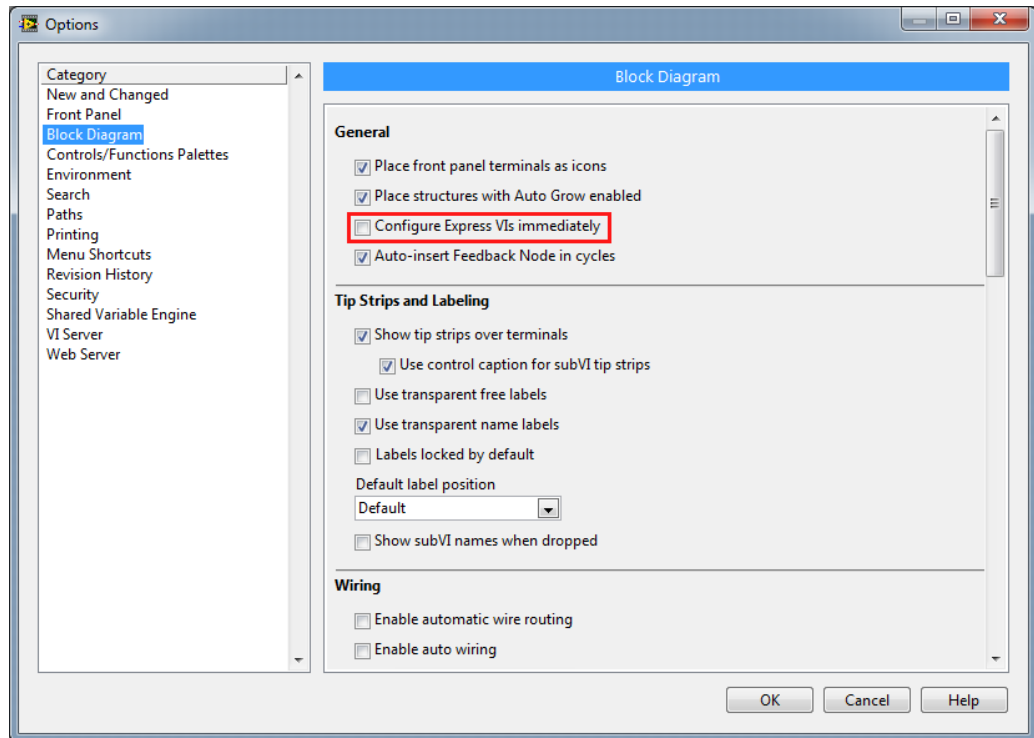 Options
Category
New and Changed
Front Panel
Block Diagram
Controls/Functions Palettes
Environment
Search
Paths
Printing
Menu Shortcuts
Revision History
Security
Shared Variable Engine
VI Server
Web Server
Block Diagram
General
Place front panel terminals as icons
Place structures with Auto Grow enabled
Configure Express VIs immediately
Auto-insert Feedback Node in cycles
Tip Strips and Labeling
Show tip strips over terminals
Use control caption for subVI tip strips
Use transparent free labels
Use transparent name labels
Labels locked by default
Default label position
Default
Show subVI names when dropped
Wiring
Enable automatic wire routing
Enable auto wiring
OK
Cancel
Help